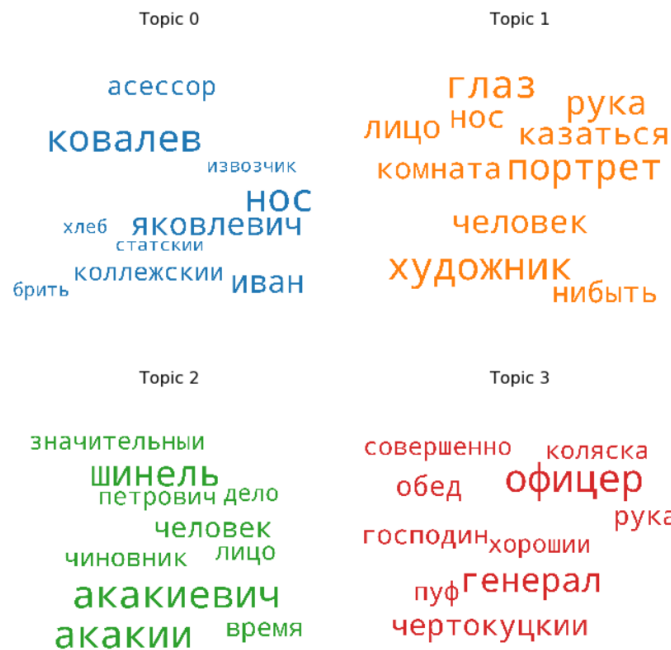 Topic 0
асессор
ковалев
извозчик
нос
хлеб яковлевич
статскии
коллежскии иван
брить
Topic 1
глаз
рука
лицо нос
казаться
комната портрет
человек
художник
нибыть
Topic 2
значительныи
шинель
петрович дело
человек
чиновник лицо
акакиевич
акакии время
Topic 3
совершенно коляска
обед офицер
рука
господин хорошии
пуф генерал
чертокуцкии